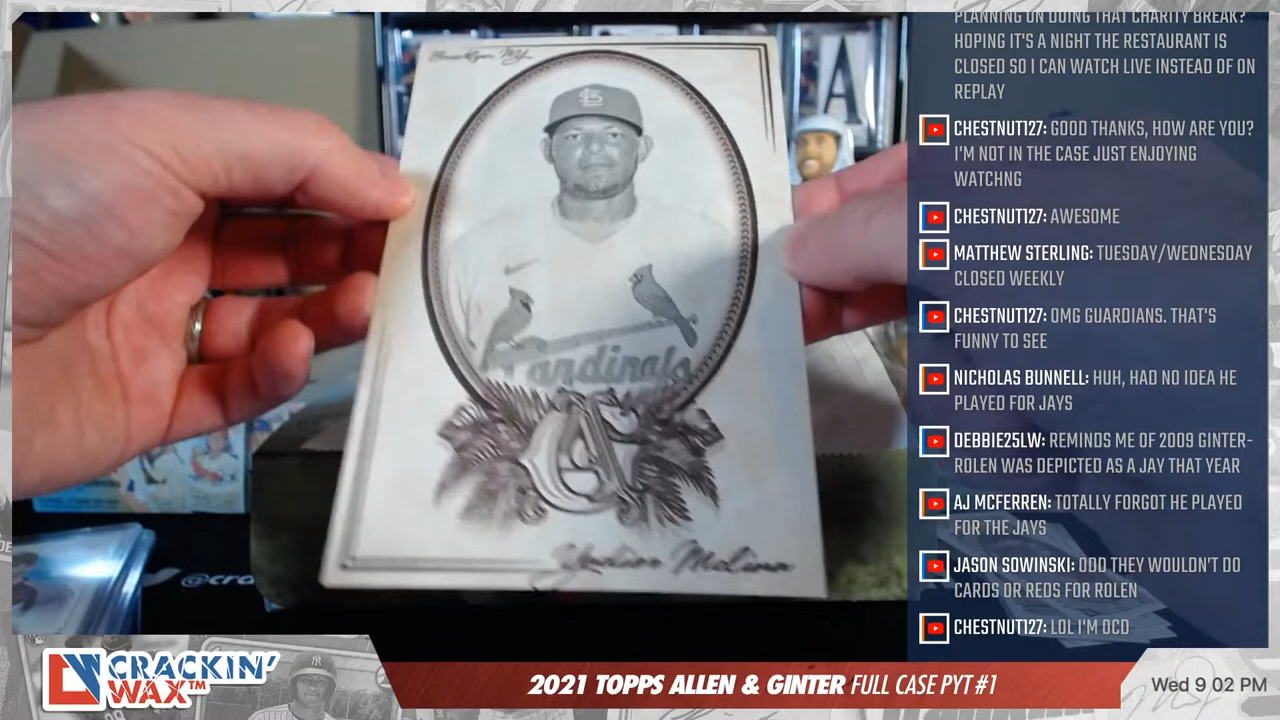 PLANNING ON DOING THAT CHARITY BREAK?
HOPING IT'S A NIGHT THE RESTAURANT IS
CLOSED SO I CAN WATCH LIVE INSTEAD OF ON
REPLAY
CHESTNUT127: GOOD THANKS, HOW ARE YOU?
I'M NOT IN THE CASE JUST ENJOYING
WATCHNG
CHESTNUT127: AWESOME
MATTHEW STERLING: TUESDAY/WEDNESDAY
CLOSED WEEKLY
CHESTNUT127: OMG GUARDIANS. THAT'S
FUNNY TO SEE
NICHOLAS BUNNELL: HUH, HAD NO IDEA HE
PLAYED FOR JAYS
DEBBIE25LW: REMINDS ME OF 2009 GINTER-
ROLEN WAS DEPICTED AS A JAY THAT YEAR
AJ MCFERREN: TOTALLY FORGOT HE PLAYED
FOR THE JAYS
JASON SOWINSKI: ODD THEY WOULDN'T DO
CARDS OR REDS FOR ROLEN
CHESTNUT127: LOL I'M OCD
A
Cardinals
Yadier Molina
@cra
CRACKIN'
WAX™
2021 TOPPS ALLEN & GINTER FULL CASE PYT #1
Wed 9 02 PM